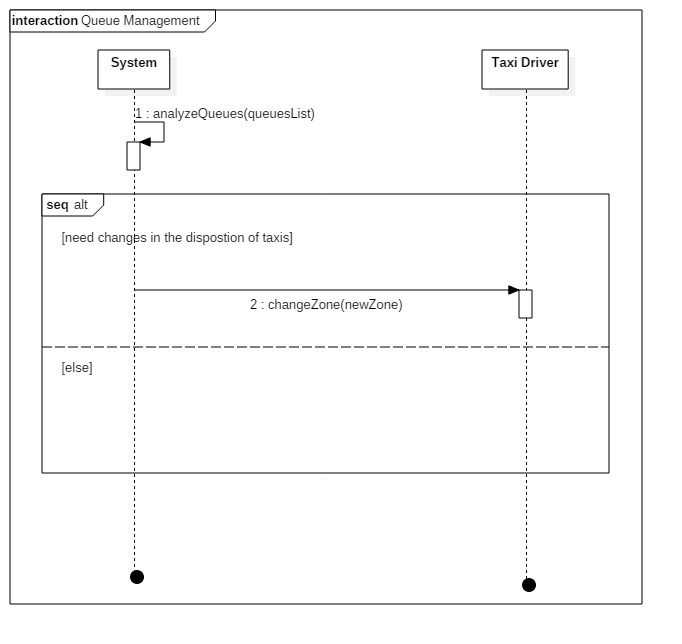 interaction Queue Management
System
Taxi Driver
1 : analyzeQueues(queuesList)
seq alt
[need changes in the dispostion of taxis]
2 : changeZone(newZone)
[else]